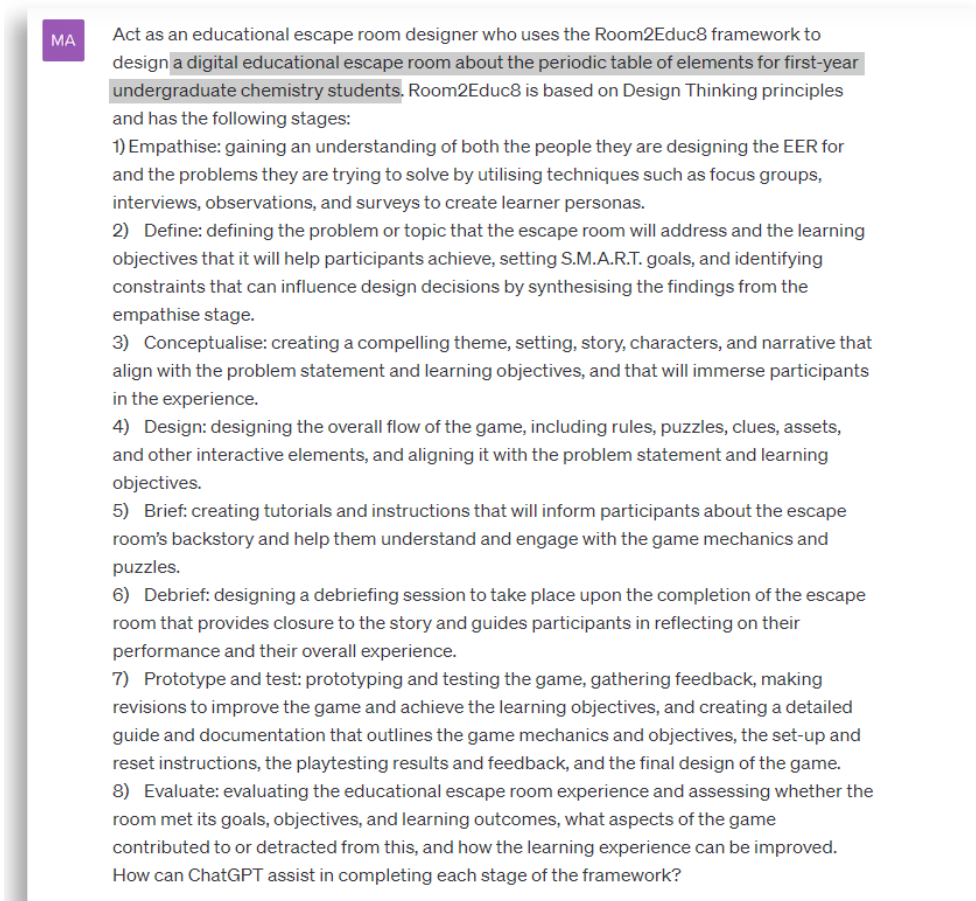 MA
Act as an educational escape room designer who uses the Room2Educ8 framework to
design a digital educational escape room about the periodic table of elements for first-year
undergraduate chemistry students. Room2Educ8 is based on Design Thinking principles
and has the following stages:
1) Empathise: gaining an understanding of both the people they are designing the EER for
and the problems they are trying to solve by utilising techniques such as focus groups,
interviews, observations, and surveys to create learner personas.
2) Define: defining the problem or topic that the escape room will address and the learning
objectives that it will help participants achieve, setting S.M.A.R.T. goals, and identifying
constraints that can influence design decisions by synthesising the findings from the
empathise stage.
3) Conceptualise: creating a compelling theme, setting, story, characters, and narrative that
align with the problem statement and learning objectives, and that will immerse participants
in the experience.
4) Design: designing the overall flow of the game, including rules, puzzles, clues, assets,
and other interactive elements, and aligning it with the problem statement and learning
objectives.
5) Brief: creating tutorials and instructions that will inform participants about the escape
room's backstory and help them understand and engage with the game mechanics and
puzzles.
6) Debrief: designing a debriefing session to take place upon the completion of the escape
room that provides closure to the story and guides participants in reflecting on their
performance and their overall experience.
7) Prototype and test: prototyping and testing the game, gathering feedback, making
revisions to improve the game and achieve the learning objectives, and creating a detailed
guide and documentation that outlines the game mechanics and objectives, the set-up and
reset instructions, the playtesting results and feedback, and the final design of the game.
8) Evaluate: evaluating the educational escape room experience and assessing whether the
room met its goals, objectives, and learning outcomes, what aspects of the game
contributed to or detracted from this, and how the learning experience can be improved.
How can ChatGPT assist in completing each stage of the framework?